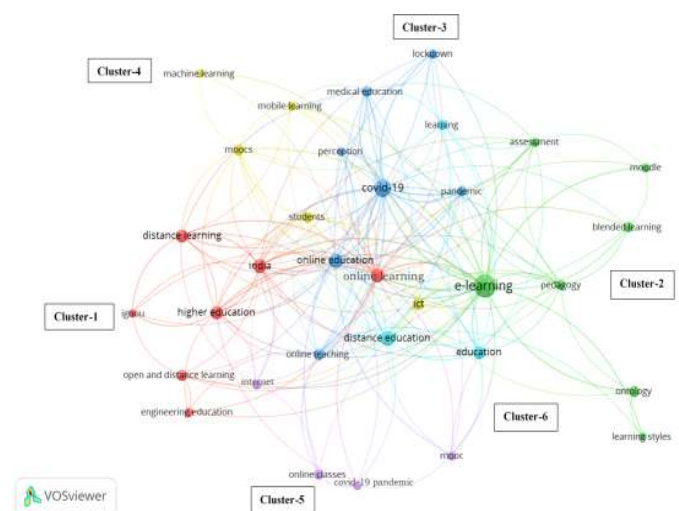 Cluster-3
lockdown
Cluster-4
machine learning
medical education
mobile learning
learning
assessment
moocs
perception
moodle
covid-19
pandemic
students
blended learning
distance learning
online education
india
online learning
e-learning
pedagogy
Cluster-2
ict
ignou
higher education
Cluster-1
distance education
online teaching
education
open and distance learning
internet
ontology
engineering education
Cluster-6
learning styles
mooc
online classes
covid-19 pandemic
Cluster-5
VOSviewer